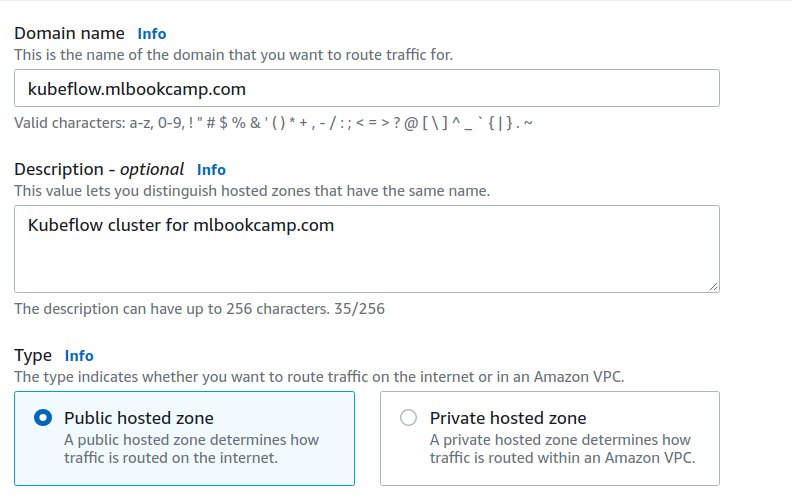 Domain name Info
This is the name of the domain that you want to route traffic for.
kubeflow.mlbookcamp.com
Valid characters: a-z, 0-9, ! " # $ % & ' ( ) * + , - / : ; < = > ? @ [ \ ] ^ _ ` { | } . ~
Description - optional Info
This value lets you distinguish hosted zones that have the same name.
Kubeflow cluster for mlbookcamp.com
The description can have up to 256 characters. 35/256
Type Info
The type indicates whether you want to route traffic on the internet or in an Amazon VPC.
Public hosted zone
A public hosted zone determines how
traffic is routed on the internet.
Private hosted zone
A private hosted zone determines how
traffic is routed within an Amazon VPC.